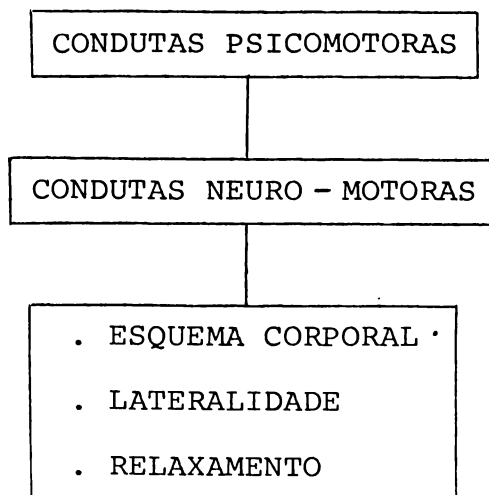 CONDUTAS PSICOMOTORAS
CONDUTAS NEURO - MOTORAS
. ESQUEMA CORPORAL
. LATERALIDADE
. RELAXAMENTO